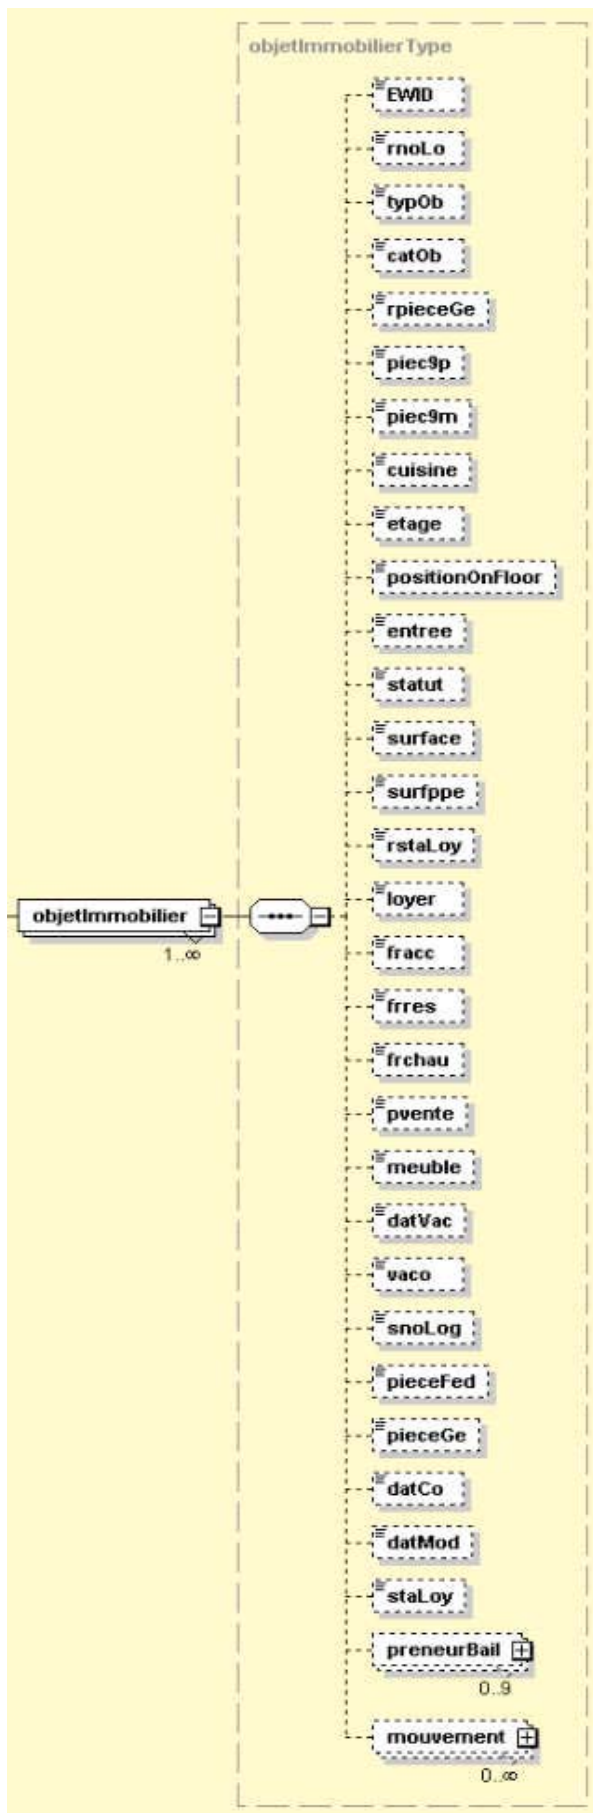 objetImmobilierType
EWID
rnoLo
typOb
catOb
rpieceGe
piec9p
piec9m
cuisine
etage
positionOnFloor
entree
statut
surface
surfppe
rstaLoy
loyer
objetImmobilier
1..∞
fracc
frres
frchau
pvente
meuble
datVac
vaco
snoLog
pieceFed
pieceGe
datCo
datMod
staLoy
preneurBail
0..9
mouvement
0..∞